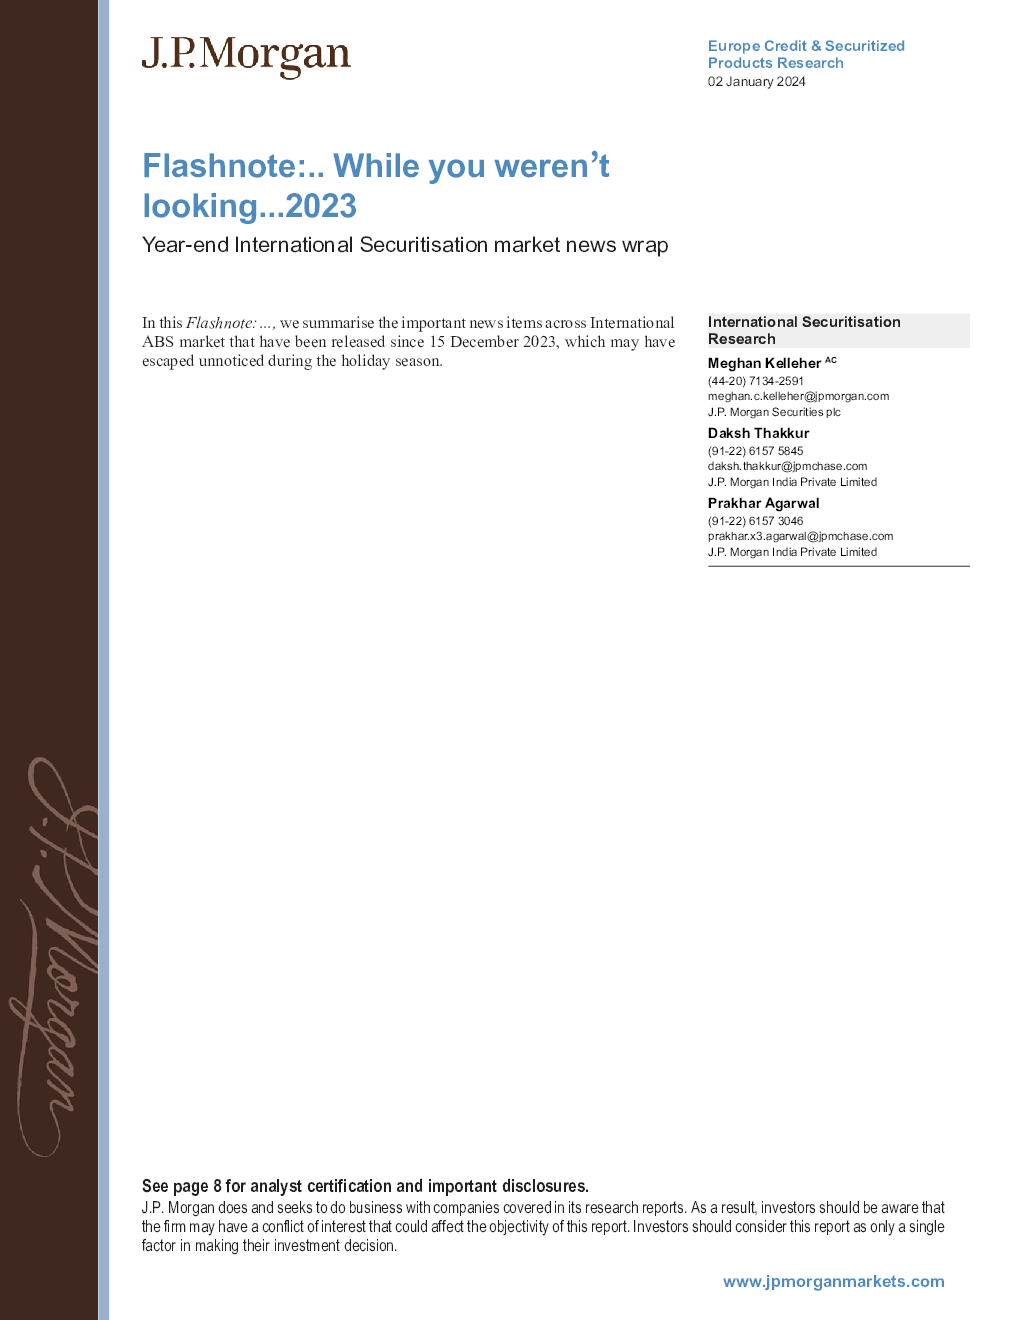 J.P.Morgan
Europe Credit & Securitized
Products Research
02 January 2024
Flashnote:.. While you weren’t
looking...2023
Year-end International Securitisation market news wrap
In this Flashnote: ..., we summarise the important news items across International
ABS market that have been released since 15 December 2023, which may have
escaped unnoticed during the holiday season.
International Securitisation
Research
Meghan Kelleher AC
(44-20) 7134-2591
meghan.c.kelleher@jpmorgan.com
J.P. Morgan Securities plc
Daksh Thakkur
(91-22) 6157 5845
daksh.thakkur@jpmchase.com
J.P. Morgan India Private Limited
Prakhar Agarwal
(91-22) 6157 3046
prakhar.x3.agarwal@jpmchase.com
J.P. Morgan India Private Limited
J.P. Morgan
See page 8 for analyst certification and important disclosures.
J.P. Morgan does and seeks to do business with companies covered in its research reports. As a result, investors should be aware that
the firm may have a conflict of interest that could affect the objectivity of this report. Investors should consider this report as only a single
factor in making their investment decision.
www.jpmorganmarkets.com